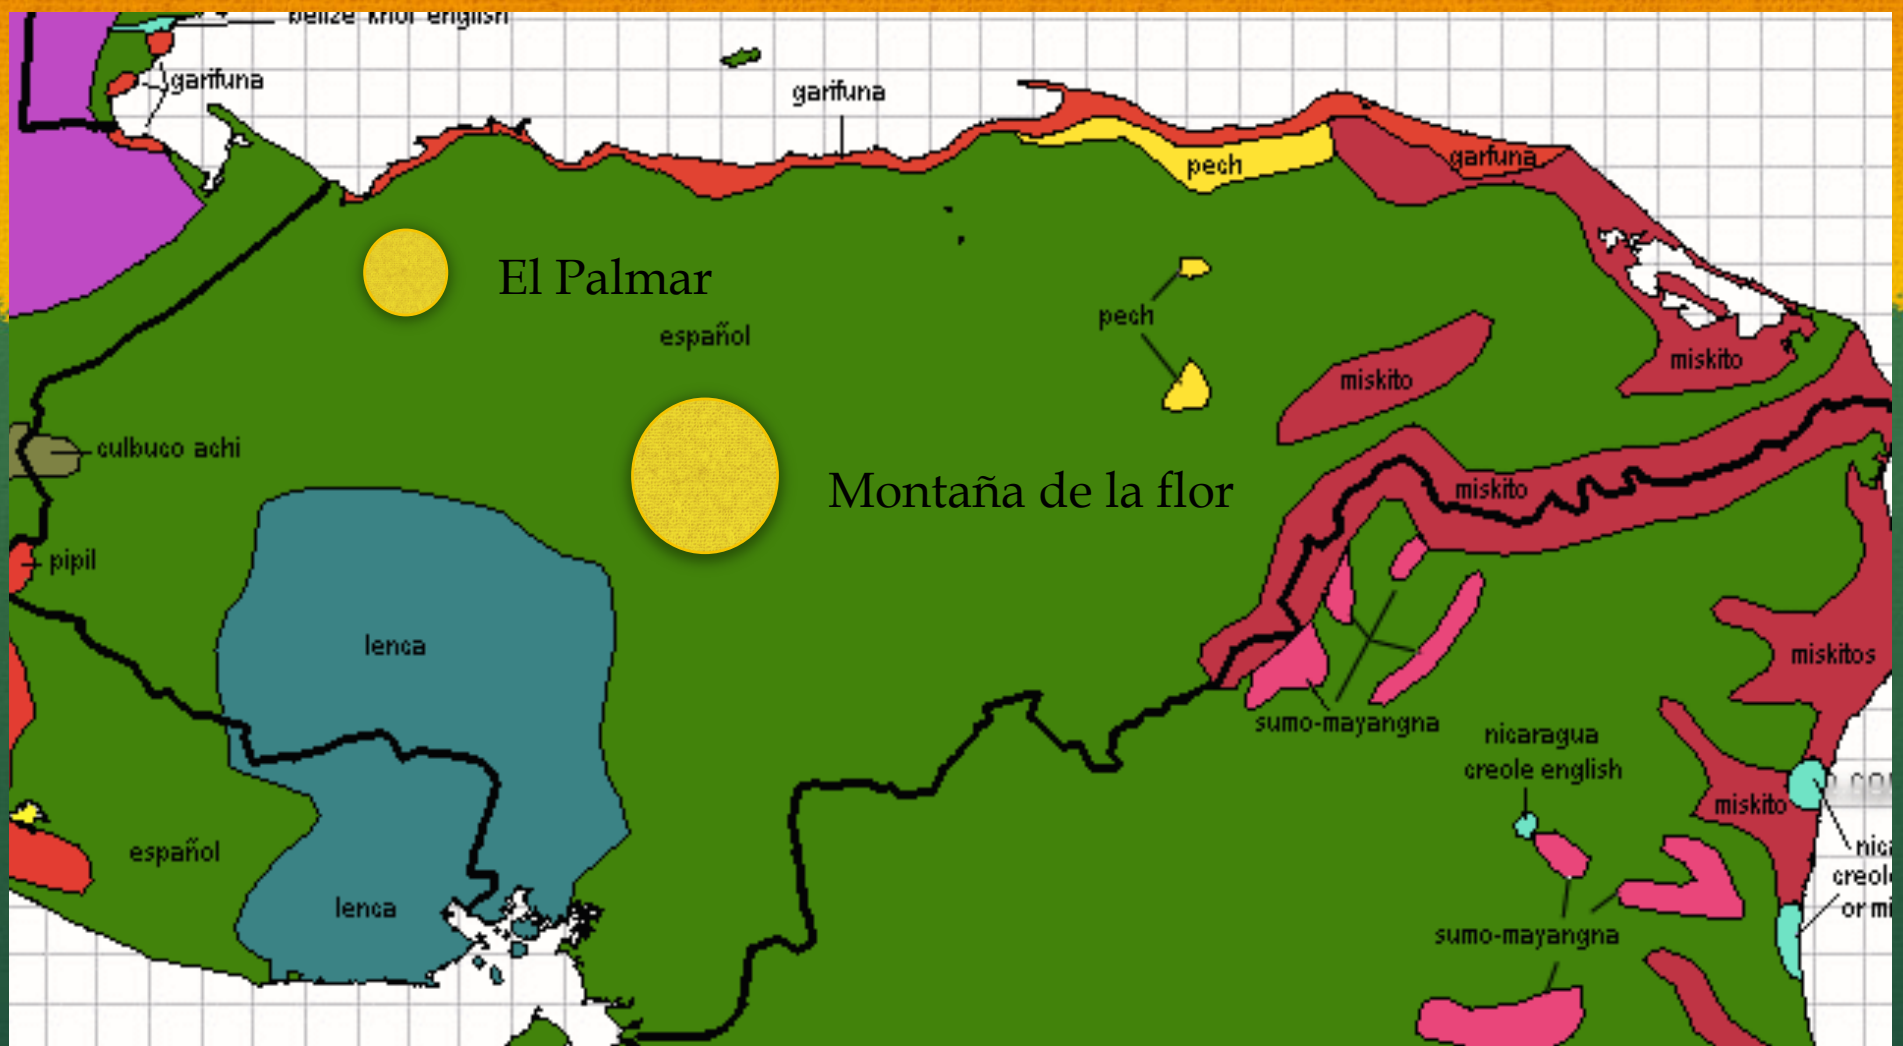 belize kriol english
garifuna
garifuna
garfuna
pech
El Palmar
español
pech
miskito
miskito
culbuco achi
Montaña de la flor
miskito
pipil
lenca
miskitos
sumo-mayangna
nicaragua
creole english
miskito
español
lenca
sumo-mayangna